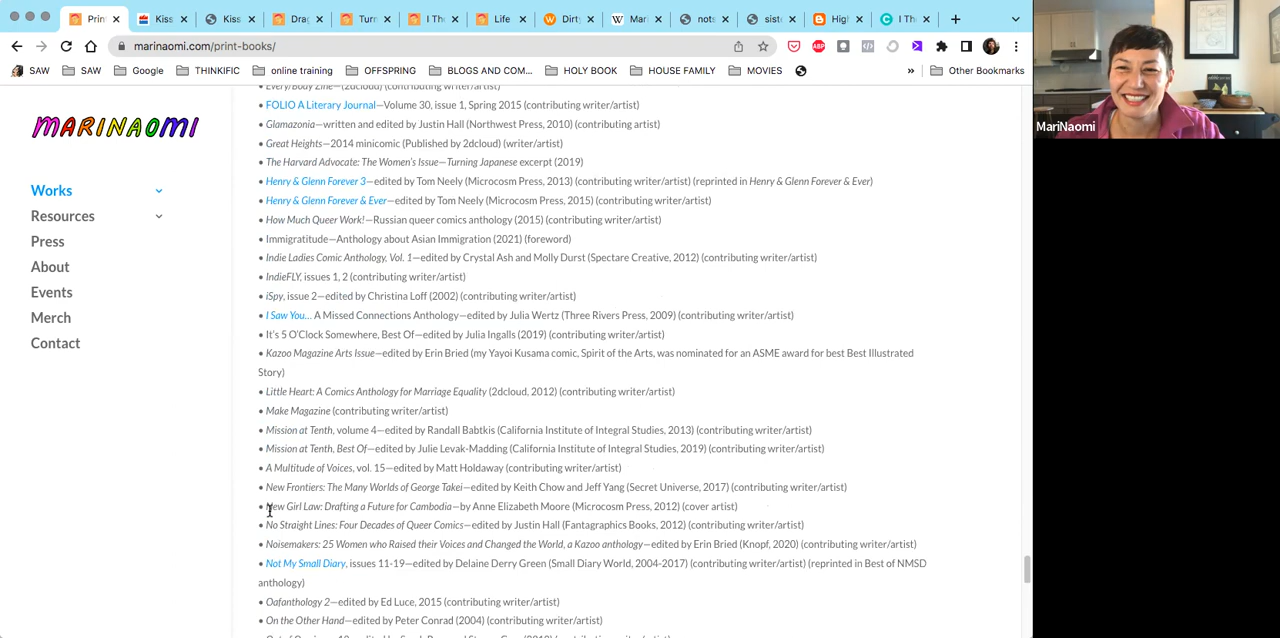 Prin
Kiss
Kiss
Drag
Turn
I The
Life
Dirt
Mari
note
siste
High
I The
marinaomi.com/print-books/
SAW
SAW
Google
THINKIFIC
online training
OFFSPRING
BLOGS AND COM...
HOLY BOOK
HOUSE FAMILY
MOVIES
»
Other Bookmarks
MARINAOMI
Works
Resources
Press
About
Events
Merch
Contact
• Every/Body Zine—(2dcloud) (contributing writer/artist)
• FOLIO A Literary Journal—Volume 30, issue 1, Spring 2015 (contributing writer/artist)
• Glamazonia—written and edited by Justin Hall (Northwest Press, 2010) (contributing artist)
• Great Heights—2014 minicomic (Published by 2dcloud) (writer/artist)
• The Harvard Advocate: The Women's Issue—Turning Japanese excerpt (2019)
• Henry & Glenn Forever 3—edited by Tom Neely (Microcosm Press, 2013) (contributing writer/artist) (reprinted in Henry & Glenn Forever & Ever)
• Henry & Glenn Forever & Ever—edited by Tom Neely (Microcosm Press, 2015) (contributing writer/artist)
• How Much Queer Work!—Russian queer comics anthology (2015) (contributing writer/artist)
• Immigratitude—Anthology about Asian Immigration (2021) (foreword)
• Indie Ladies Comic Anthology, Vol. 1—edited by Crystal Ash and Molly Durst (Spectare Creative, 2012) (contributing writer/artist)
• IndieFLY, issues 1, 2 (contributing writer/artist)
• iSpy, issue 2—edited by Christina Loff (2002) (contributing writer/artist)
• I Saw You... A Missed Connections Anthology—edited by Julia Wertz (Three Rivers Press, 2009) (contributing writer/artist)
• It's 5 O'Clock Somewhere, Best Of—edited by Julia Ingalls (2019) (contributing writer/artist)
• Kazoo Magazine Arts Issue—edited by Erin Bried (my Yayoi Kusama comic, Spirit of the Arts, was nominated for an ASME award for best Best Illustrated
Story)
• Little Heart: A Comics Anthology for Marriage Equality (2dcloud, 2012) (contributing writer/artist)
• Make Magazine (contributing writer/artist)
• Mission at Tenth, volume 4—edited by Randall Babtkis (California Institute of Integral Studies, 2013) (contributing writer/artist)
• Mission at Tenth, Best Of—edited by Julie Levak-Madding (California Institute of Integral Studies, 2019) (contributing writer/artist)
• A Multitude of Voices, vol. 15—edited by Matt Holdaway (contributing writer/artist)
• New Frontiers: The Many Worlds of George Takei—edited by Keith Chow and Jeff Yang (Secret Universe, 2017) (contributing writer/artist)
• New Girl Law: Drafting a Future for Cambodia—by Anne Elizabeth Moore (Microcosm Press, 2012) (cover artist)
• No Straight Lines: Four Decades of Queer Comics—edited by Justin Hall (Fantagraphics Books, 2012) (contributing writer/artist)
• Noisemakers: 25 Women who Raised their Voices and Changed the World, a Kazoo anthology—edited by Erin Bried (Knopf, 2020) (contributing writer/artist)
• Not My Small Diary, issues 11-19—edited by Delaine Derry Green (Small Diary World, 2004-2017) (contributing writer/artist) (reprinted in Best of NMSD
anthology)
• Oafanthology 2—edited by Ed Luce, 2015 (contributing writer/artist)
• On the Other Hand—edited by Peter Conrad (2004) (contributing writer/artist)
MariNaomi